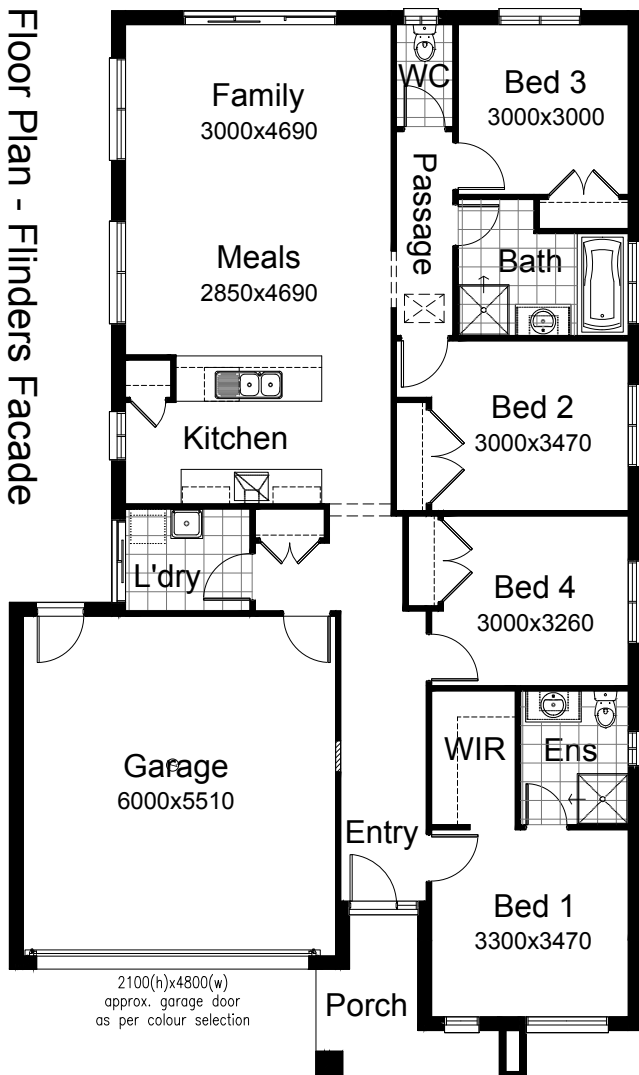 Floor Plan - Flinders Facade
Family
3000x4690
WC
Bed 3
3000x3000
Passage
Meals
2850x4690
Bath
Kitchen
Bed 2
3000x3470
L'dry
Bed 4
3000x3260
Garage
6000x5510
WIR
Ens
Entry
Bed 1
3300x3470
2100(h)x4800(w)
approx. garage door
as per colour selection
Porch